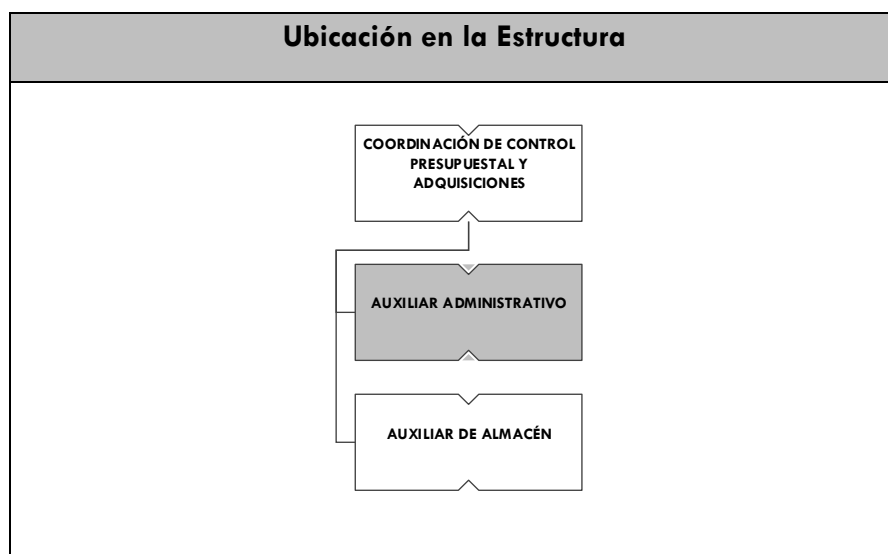 Ubicación en la Estructura
COORDINACIÓN DE CONTROL
PRESUPUESTAL Y
ADQUISICIONES
AUXILIAR ADMINISTRATIVO
AUXILIAR DE ALMACÉN